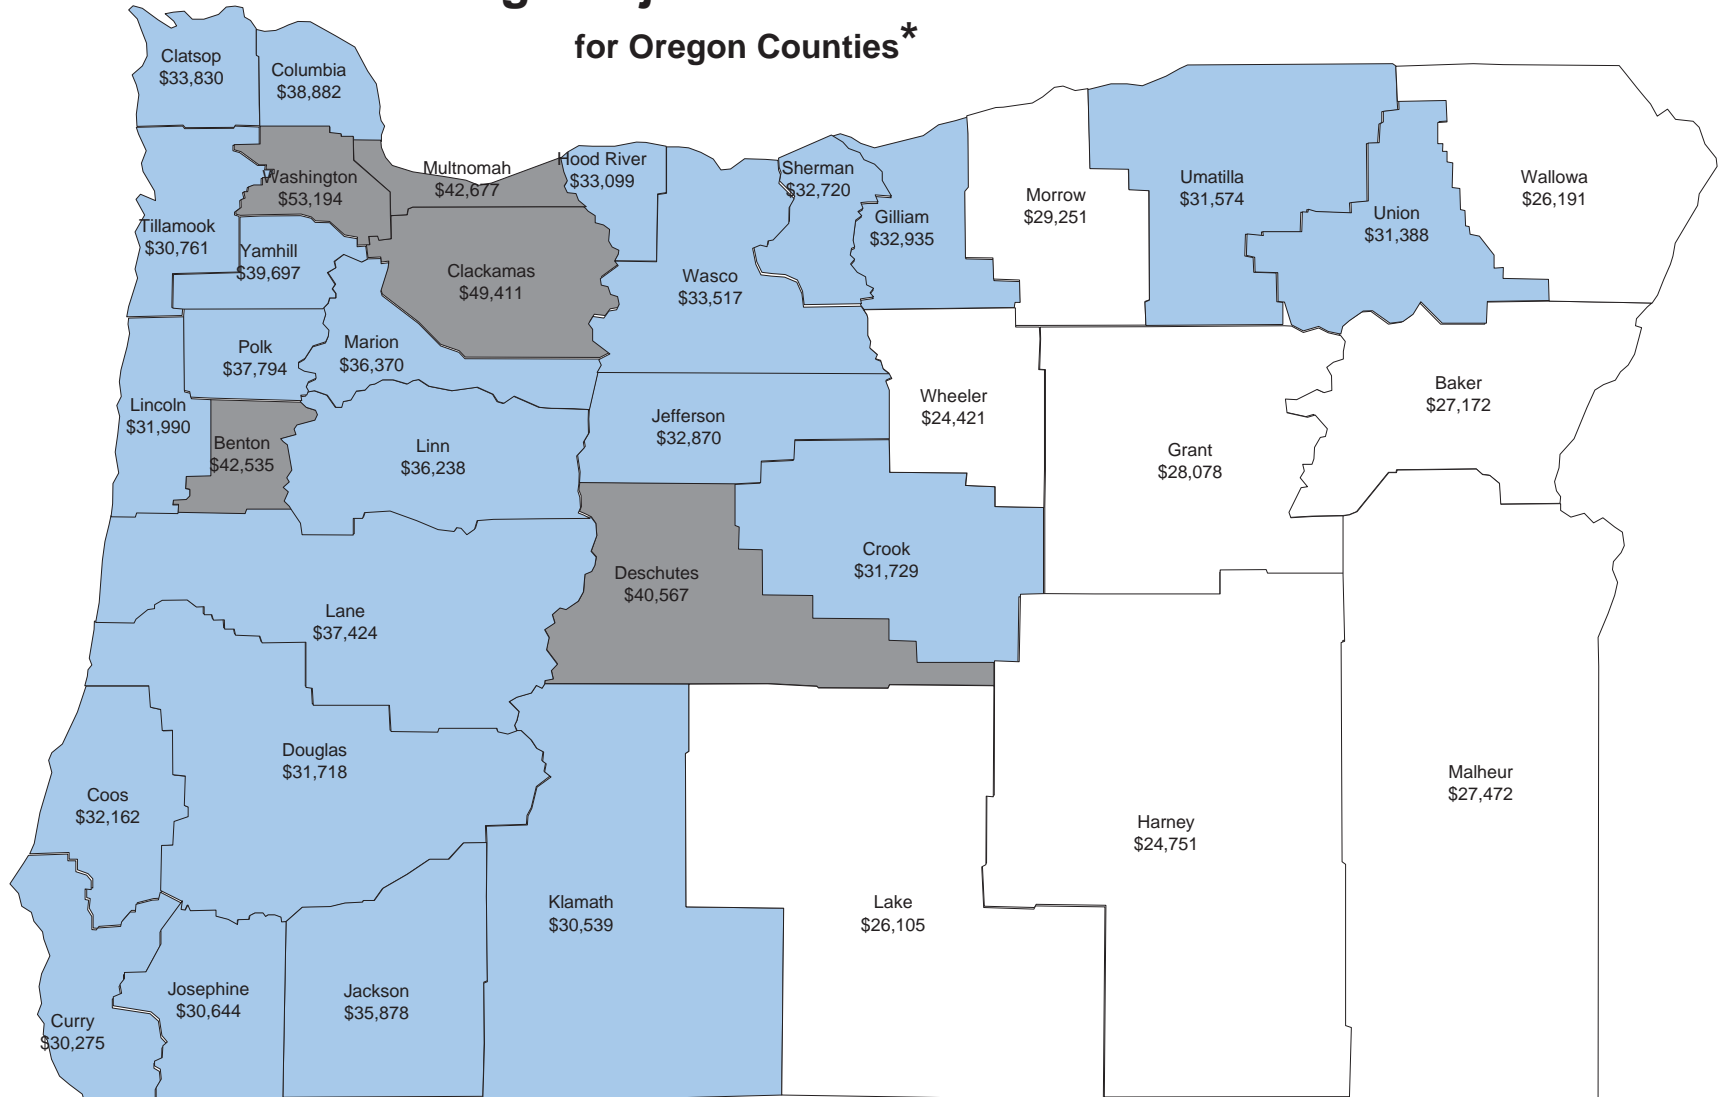 for Oregon Counties*
Clatsop
$33,830
Columbia
$38,882
Multnomah
$42,677
Hood River
$33,099
Washington
$53,194
Sherman
$32,720
Morrow
$29,251
Umatilla
$31,574
Wallowa
$26,191
Union
$31,388
Gilliam
$32,935
Tillamook
$30,761
Yamhill
$39,697
Clackamas
$49,411
Wasco
$33,517
Polk
$37,794
Marion
$36,370
Wheeler
$24,421
Baker
$27,172
Lincoln
$31,990
Jefferson
$32,870
Benton
$42,535
Linn
$36,238
Grant
$28,078
Crook
$31,729
Deschutes
$40,567
Lane
$37,424
Douglas
$31,718
Malheur
$27,472
Coos
$32,162
Harney
$24,751
Klamath
$30,539
Lake
$26,105
Josephine
$30,644
Jackson
$35,878
Curry
$30,275